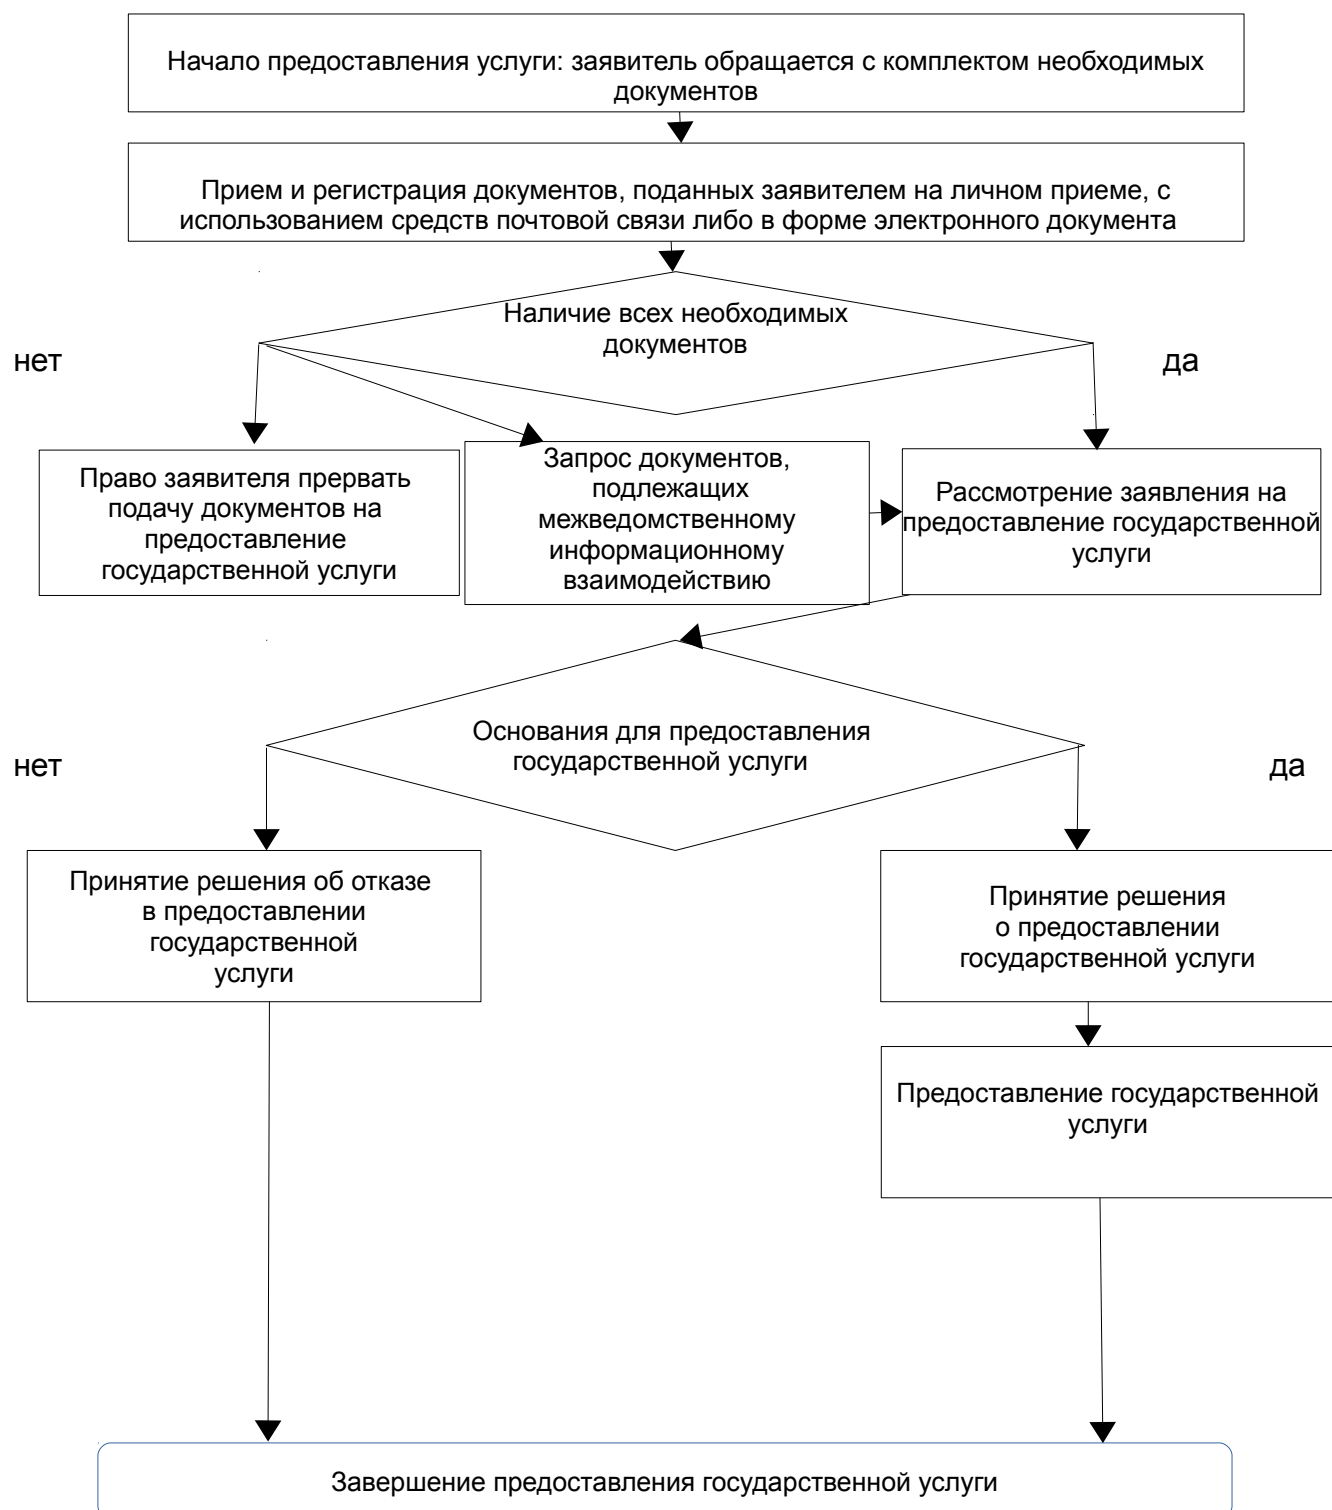 Начало предоставления услуги: заявитель обращается с комплектом необходимых
документов
Прием и регистрация документов, поданных заявителем на личном приеме, с
использованием средств почтовой связи либо в форме электронного документа
Наличие всех необходимых
документов
нет
да
Право заявителя прервать
подачу документов на
предоставление
государственной услуги
Запрос документов,
подлежащих
межведомственному
информационному
взаимодействию
Рассмотрение заявления на
предоставление государственной
услуги
Основания для предоставления
государственной услуги
нет
да
Принятие решения об отказе
в предоставлении
государственной
услуги
Принятие решения
о предоставлении
государственной услуги
Предоставление государственной
услуги
Завершение предоставления государственной услуги